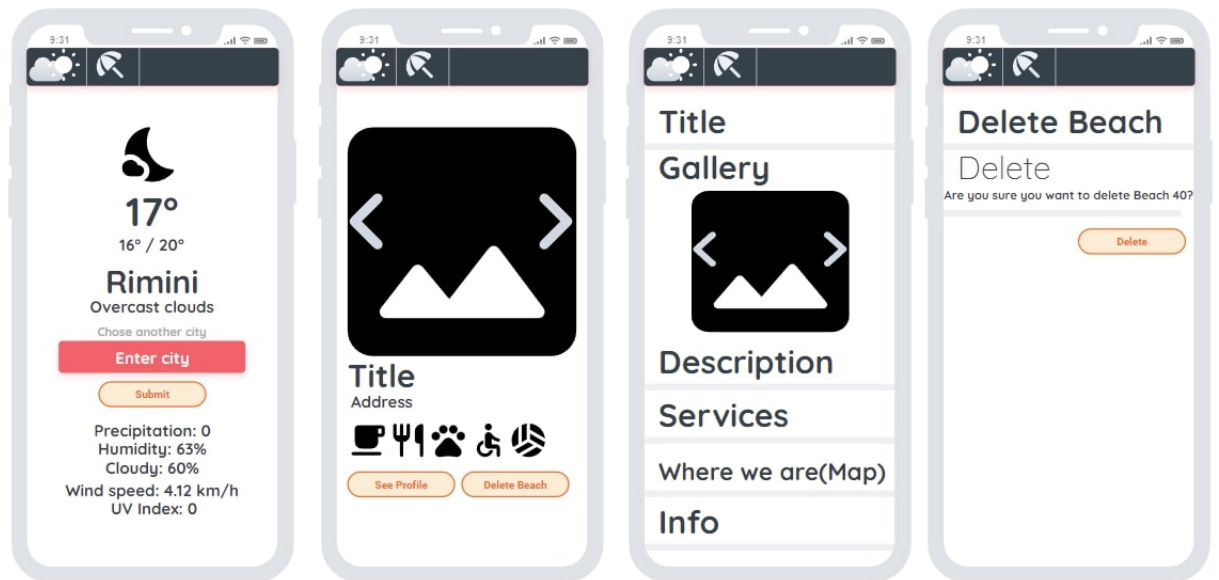 9:31
17°
16° / 20°
Rimini
Overcast clouds
Chose another city
Enter city
Submit
Precipitation: 0
Humidity: 63%
Cloudy: 60%
Wind speed: 4.12 km/h
UV Index: 0
9:31
Title
Address
See Profile
Delete Beach
9:31
Title
Gallery
Description
Services
Where we are(Map)
Info
9:31
Delete Beach
Delete
Are you sure you want to delete Beach 40?
Delete